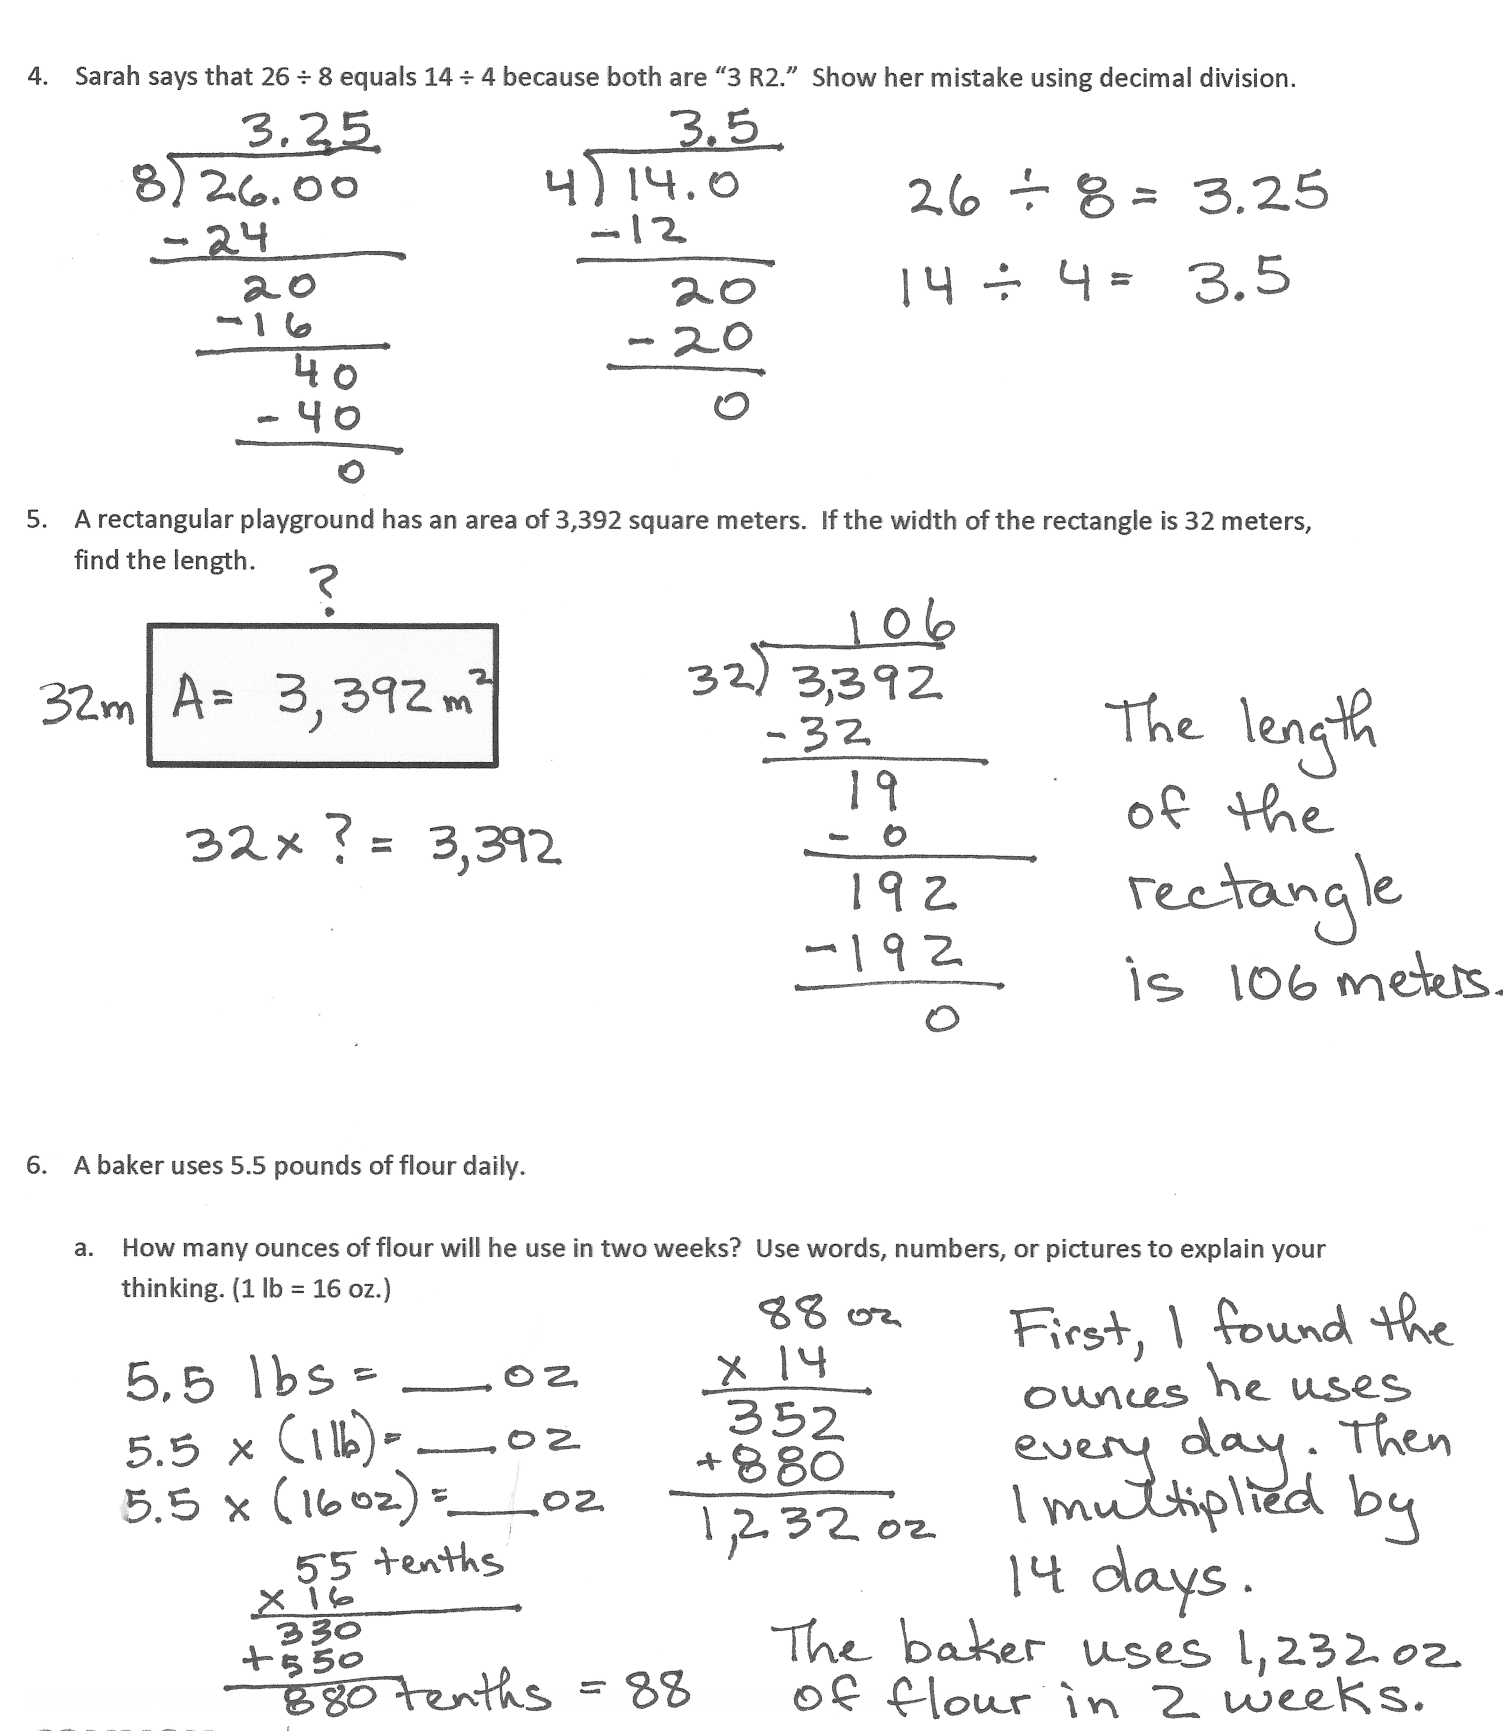 4. Sarah says that 26 ÷ 8 equals 14 ÷ 4 because both are “3 R2.” Show her mistake using decimal division.
3.25
8)26.00
-24
20
-16
40
-40
0
3.5
4)14.0
-12
20
-20
0
26 ÷ 8 = 3.25
14 ÷ 4 = 3.5
5. A rectangular playground has an area of 3,392 square meters. If the width of the rectangle is 32 meters,
find the length.
?
32m
A = 3,392 m²
32 x ? = 3,392
106
32)3,392
-32
19
-0
192
-192
0
The length
of the
rectangle
is 106 meters.
6. A baker uses 5.5 pounds of flour daily.
a. How many ounces of flour will he use in two weeks? Use words, numbers, or pictures to explain your
thinking. (1 lb = 16 oz.)
5.5 lbs = ___ oz
5.5 x (1 lb) = ___ oz
5.5 x (16 oz) = ___ oz
55 tenths
x 16
330
+550
880 tenths = 88
88 oz
x 14
352
+880
1,232 oz
First, I found the
ounces he uses
every day. Then
I multiplied by
14 days.
The baker uses 1,232 oz
of flour in 2 weeks.